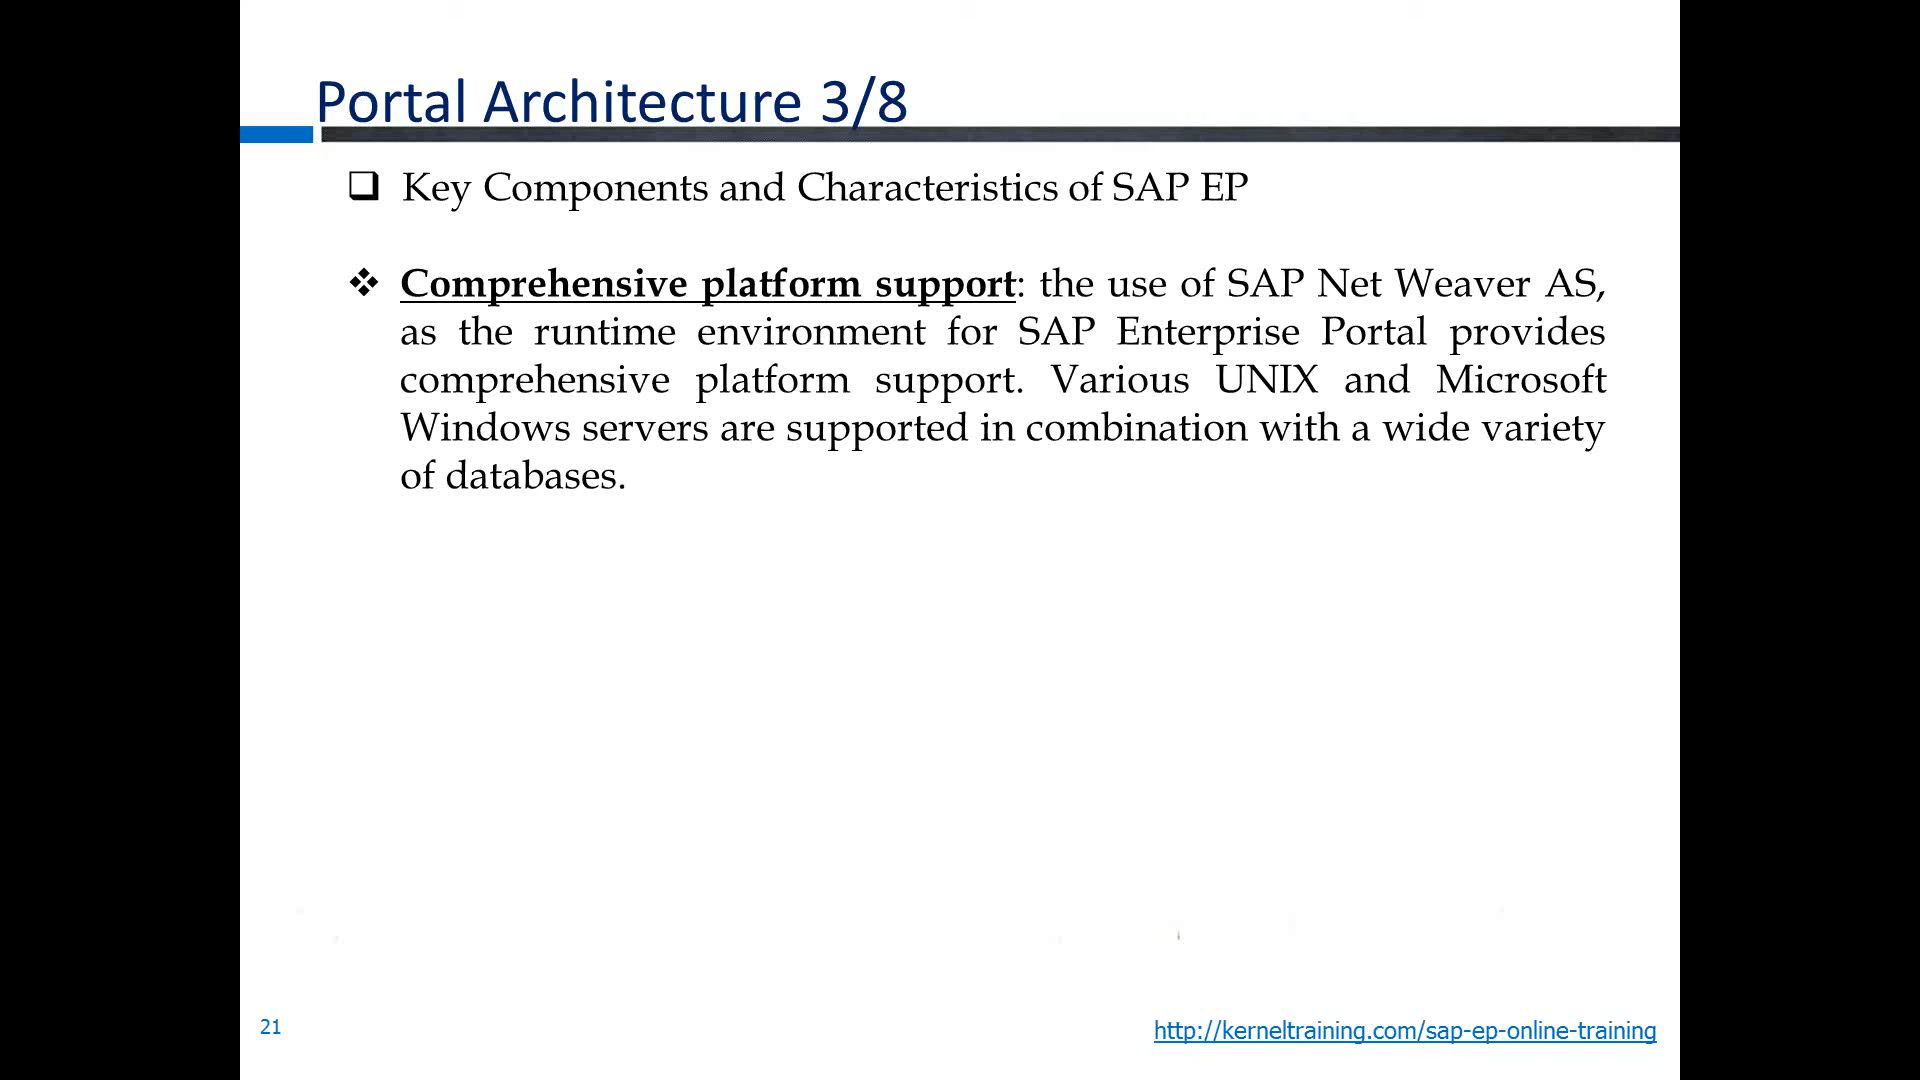 Portal Architecture 3/8
Key Components and Characteristics of SAP EP
Comprehensive platform support: the use of SAP Net Weaver AS,
as the runtime environment for SAP Enterprise Portal provides
comprehensive platform support. Various UNIX and Microsoft
Windows servers are supported in combination with a wide variety
of databases.
21
http://kerneltraining.com/sap-ep-online-training